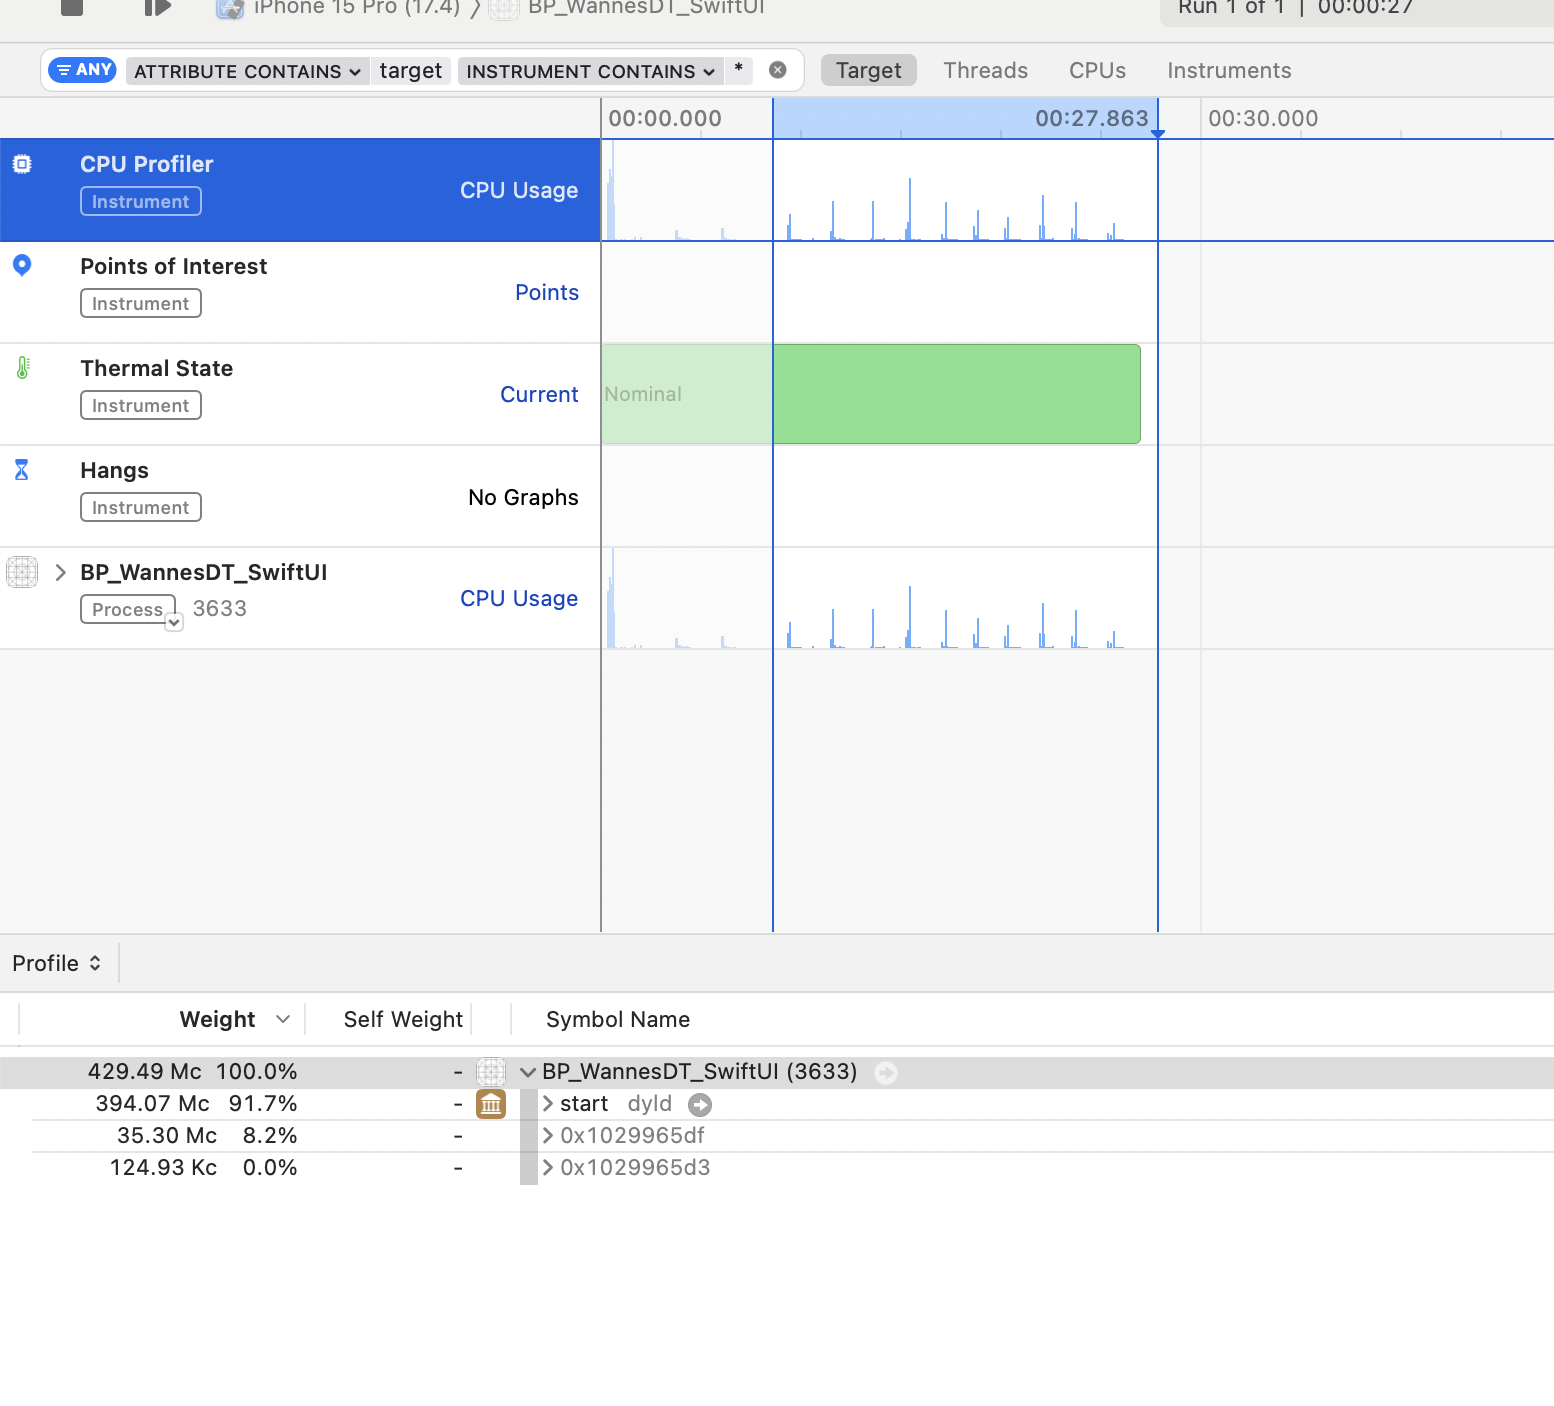 iPhone 15 Pro (17.4) 〉 BP_WannesDT_SwiftUI Run 1 of 1 | 00:00:27
ANY ATTRIBUTE CONTAINS target INSTRUMENT CONTAINS * Target Threads CPUs Instruments
00:00.000 00:27.863 00:30.000
CPU Profiler
Instrument
CPU Usage
Points of Interest
Instrument
Points
Thermal State
Instrument
Current
Nominal
Hangs
Instrument
No Graphs
BP_WannesDT_SwiftUI
Process 3633
CPU Usage
Profile
Weight Self Weight Symbol Name
429.49 Mc 100.0% - BP_WannesDT_SwiftUI (3633)
394.07 Mc 91.7% - start dyld
35.30 Mc 8.2% - 0x1029965df
124.93 Kc 0.0% - 0x1029965d3